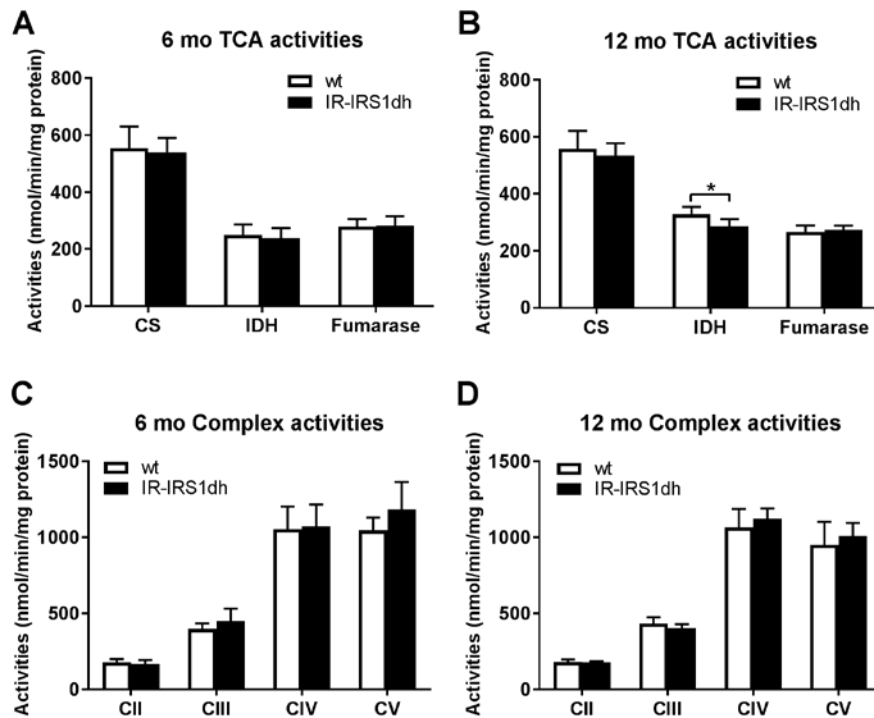 A
6 mo TCA activities
Activities (nmol/min/mg protein)
800
600
400
200
0
wt
IR-IRS1dh
CS IDH Fumarase
B
12 mo TCA activities
Activities (nmol/min/mg protein)
800
600
400
200
0
wt
IR-IRS1dh
*
CS IDH Fumarase
C
6 mo Complex activities
Activities (nmol/min/mg protein)
1500
1000
500
0
wt
IR-IRS1dh
CII CIII CIV CV
D
12 mo Complex activities
Activities (nmol/min/mg protein)
1500
1000
500
0
wt
IR-IRS1dh
CII CIII CIV CV